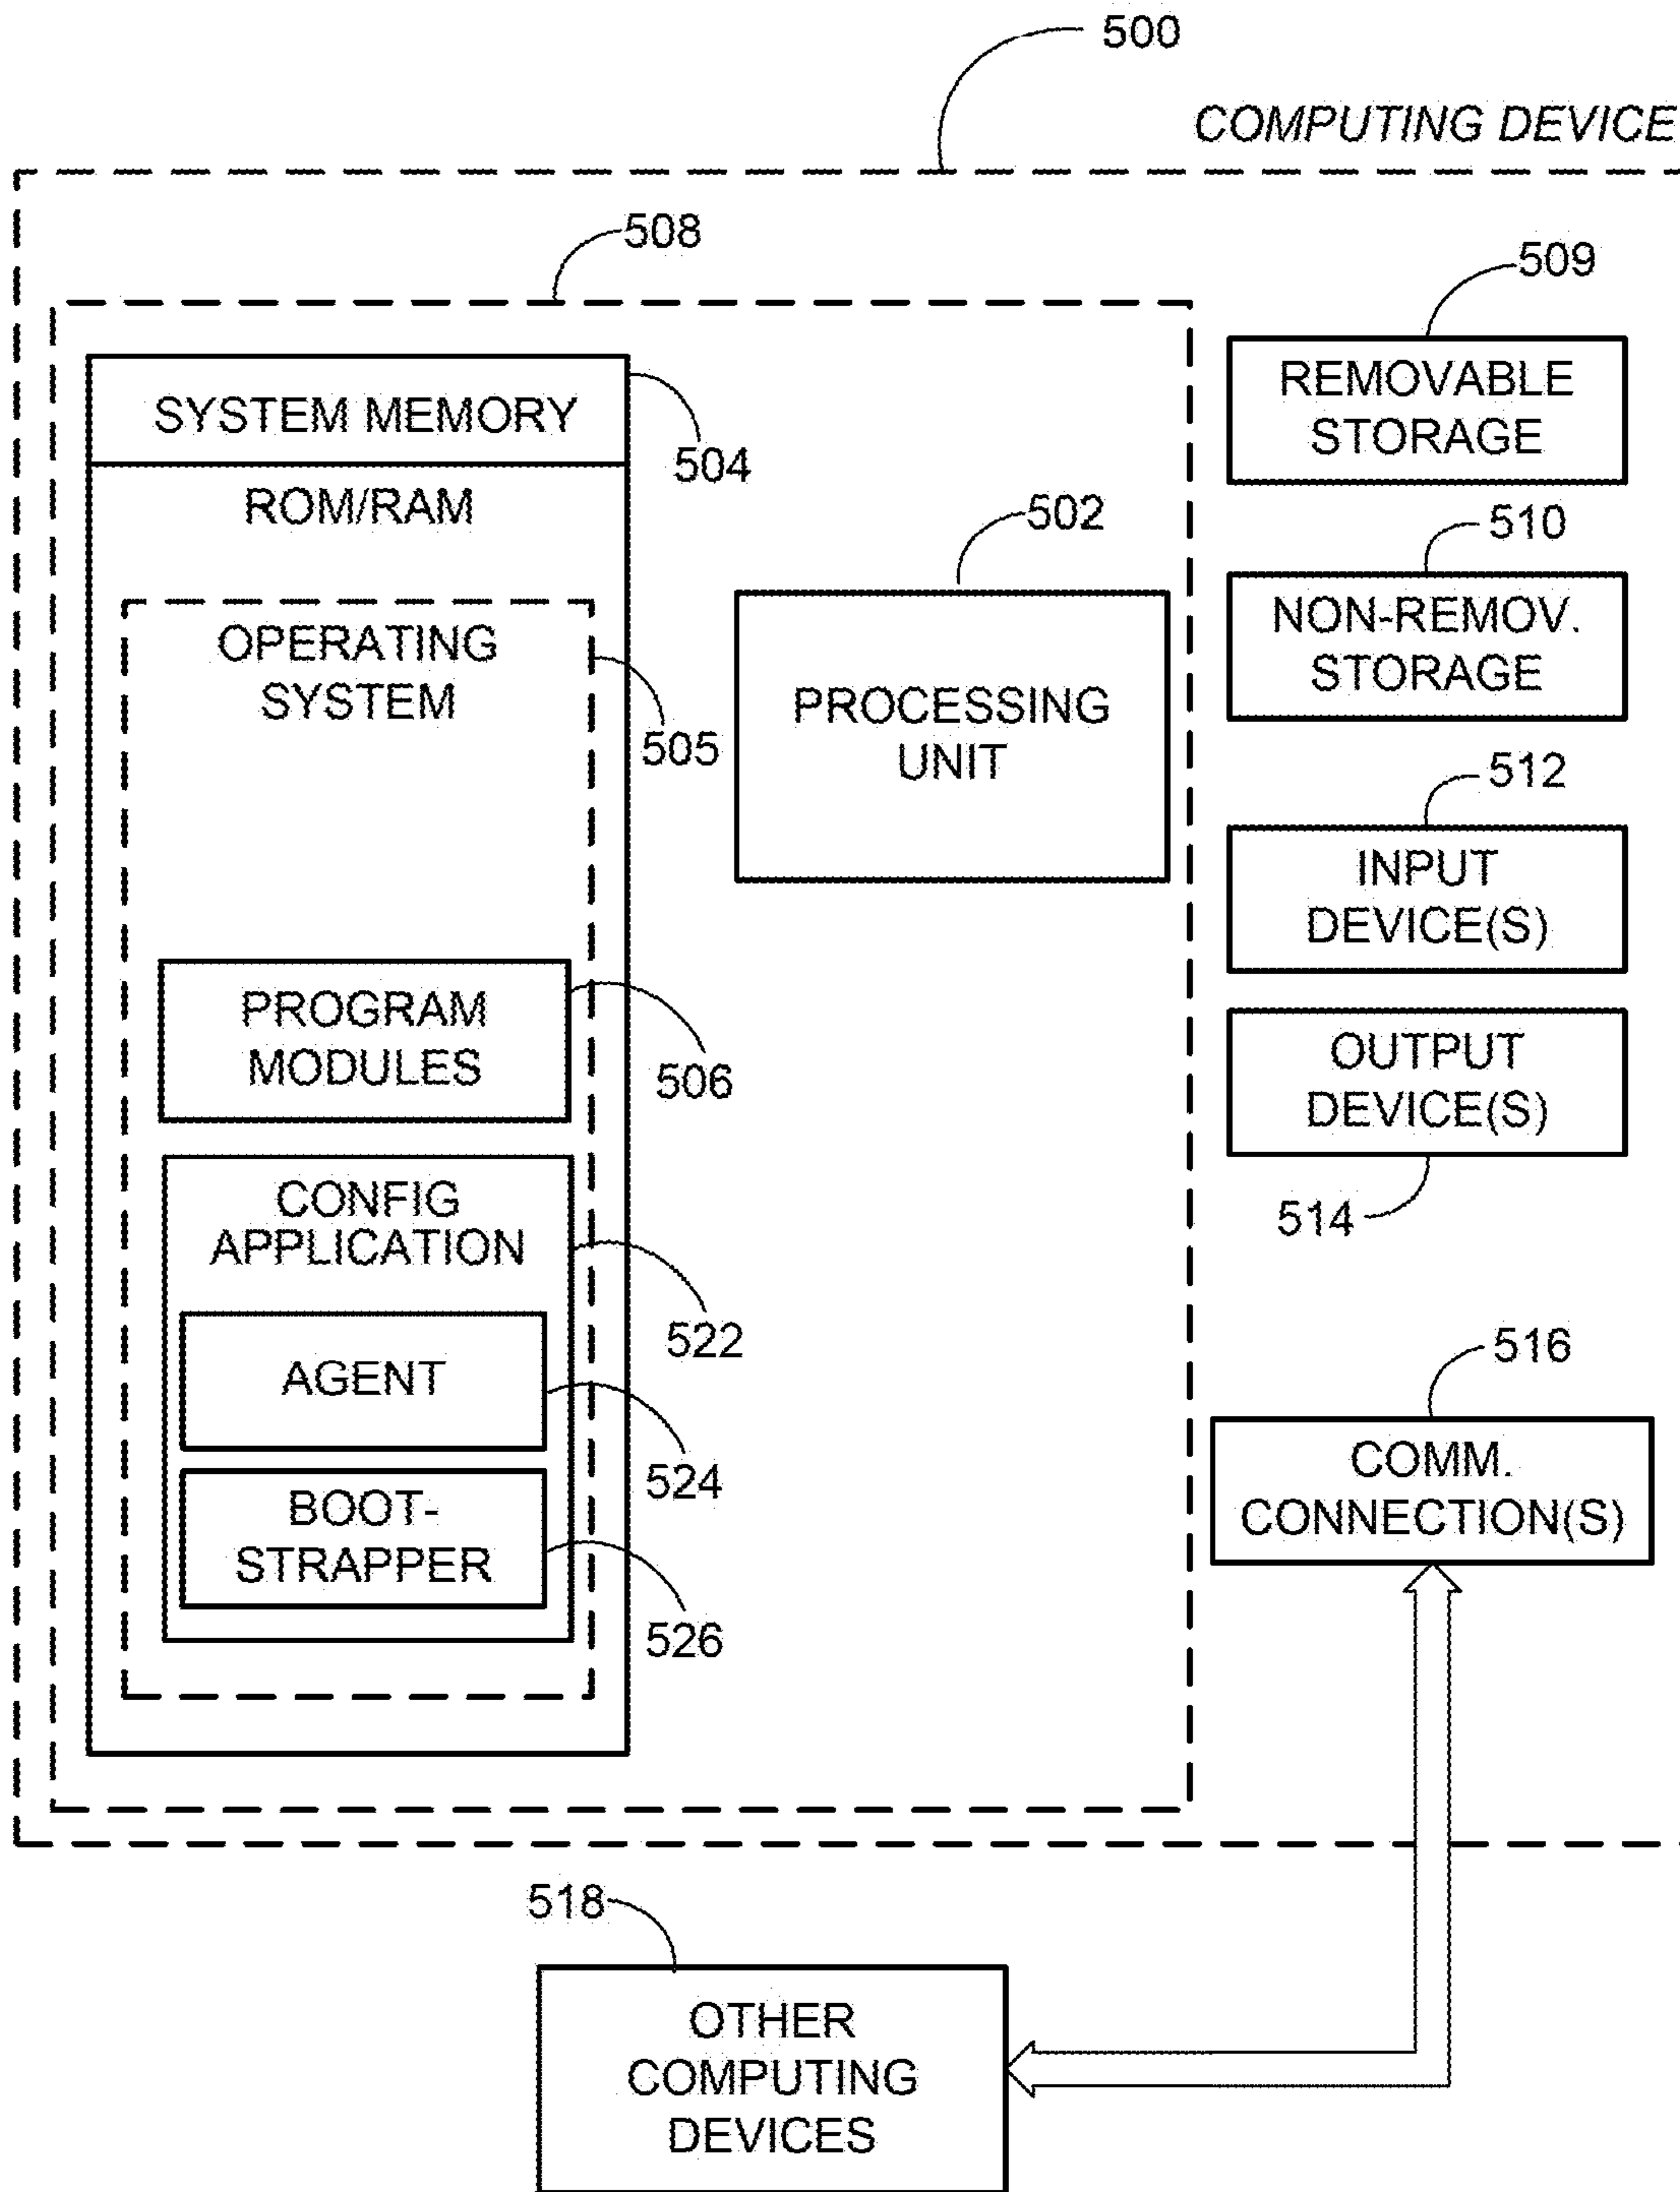 500
COMPUTING DEVICE
508
509
SYSTEM MEMORY
504
ROM/RAM
REMOVABLE
STORAGE
502
510
OPERATING
SYSTEM
505
PROCESSING
UNIT
NON-REMOV.
STORAGE
512
INPUT
DEVICE(S)
PROGRAM
MODULES
506
OUTPUT
DEVICE(S)
514
CONFIG
APPLICATION
522
AGENT
524
516
COMM.
CONNECTION(S)
BOOT-
STRAPPER
526
518
OTHER
COMPUTING
DEVICES